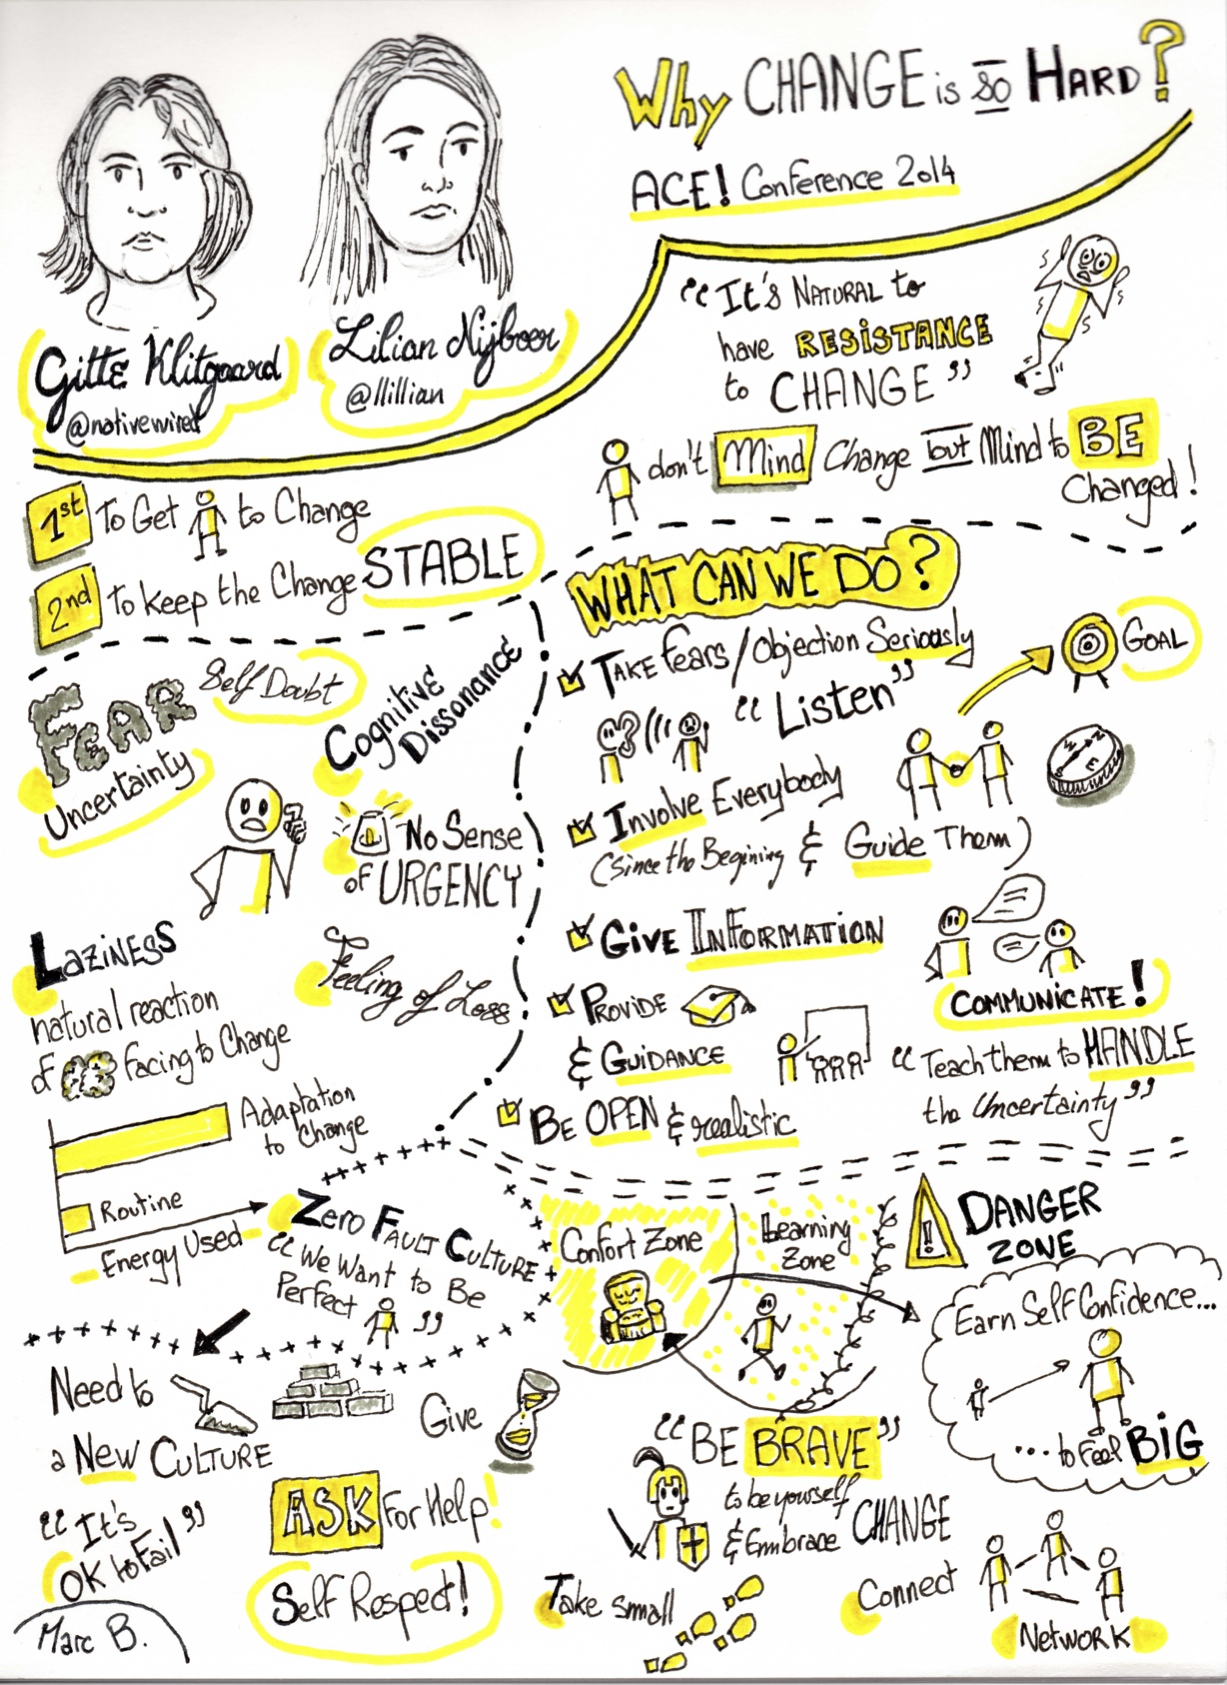 Why CHANGE is so HARD?
ACE! Conference 2014
Gitte Klitgaard
@nativewired
Lilian Nijboer
@llillian
“It's NATURAL to
have RESISTANCE
to CHANGE”
don't Mind Change but Mind to BE
Changed!
1st To Get to Change
2nd To keep the Change STABLE
FEAR
Self Doubt
Uncertainty
Cognitive
Dissonance
No Sense
of URGENCY
LAZINESS
natural reaction
of facing to Change
Feeling of Loss
Adaptation
to Change
Routine
Energy Used
WHAT CAN WE DO?
TAKE Fears/Objection Seriously
“Listen”
GOAL
Involve Everybody
(Since the Begining & Guide Them)
GIVE INFORMATION
COMMUNICATE!
PROVIDE
& GUIDANCE
“Teach them to HANDLE
the Uncertainty”
BE OPEN & realistic
Zero FAULT CULTURE
“We Want to Be
Perfect ”
Need to
a New CULTURE
“It's
OK to Fail”
Give
ASK For Help!
Self Respect!
Confort Zone
Learning
Zone
DANGER
ZONE
Earn Self Confidence...
...to Feel BIG
“BE BRAVE”
to be yourself
& Embrace CHANGE
Take small
Connect
NETWORK
Marc B.